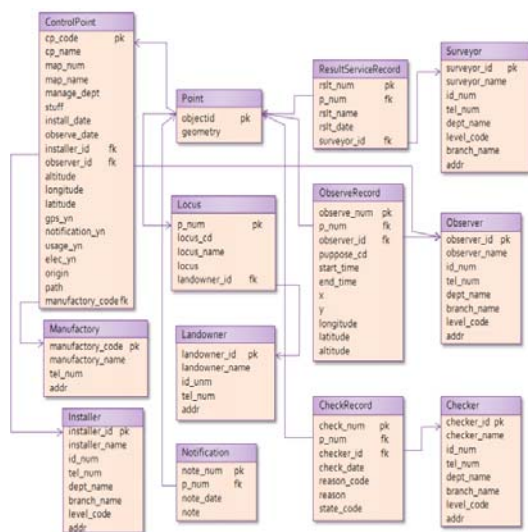 ControlPoint
cp_code pk
cp_name
map_num
map_name
manage_dept
stuff
install_date
observe_date
installer_id fk
observer_id fk
altitude
longitude
latitude
gps_yn
notification_yn
usage_yn
elec_yn
origin
path
manufactory_code fk
Manufactory
manufactory_code pk
manufactory_name
tel_num
addr
Installer
installer_id pk
installer_name
id_num
tel_num
dept_name
branch_name
level_code
addr
Point
objectid pk
geometry
Locus
p_num pk
locus_cd
locus_name
locus
landowner_id fk
Landowner
landowner_id pk
landowner_name
id_unm
tel_num
addr
Notification
note_num pk
p_num fk
note_date
note
ResultServiceRecord
rslt_num pk
p_num fk
rslt_name
rslt_date
surveyor_id fk
ObserveRecord
observe_num pk
p_num fk
observer_id fk
puppose_cd
start_time
end_time
x
y
longitude
latitude
altitude
CheckRecord
check_num pk
p_num fk
checker_id fk
check_date
reason_code
reason
state_code
Surveyor
surveyor_id pk
surveyor_name
id_num
tel_num
dept_name
level_code
branch_name
addr
Observer
observer_id pk
observer_name
id_num
tel_num
dept_name
branch_name
level_code
addr
Checker
checker_id pk
checker_name
id_num
tel_num
dept_name
branch_name
level_code
addr